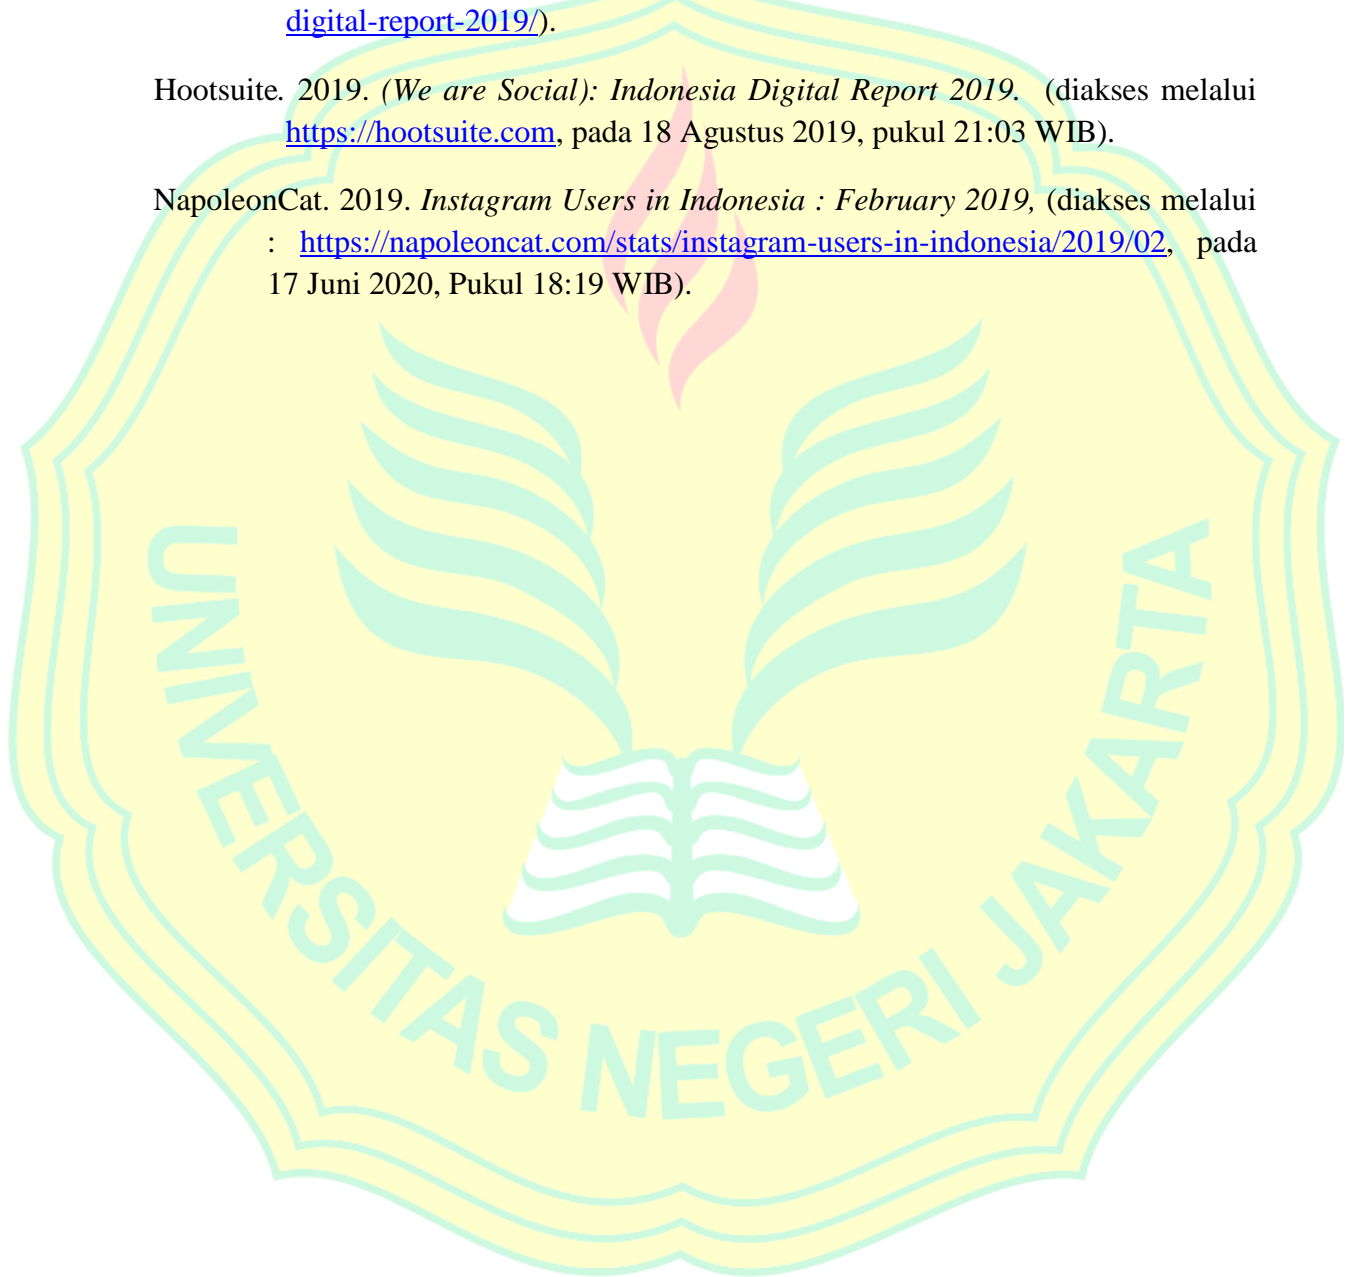 digital-report-2019/).
Hootsuite. 2019. (We are Social): Indonesia Digital Report 2019. (diakses melalui
https://hootsuite.com, pada 18 Agustus 2019, pukul 21:03 WIB).
NapoleonCat. 2019. Instagram Users in Indonesia : February 2019, (diakses melalui
: https://napoleoncat.com/stats/instagram-users-in-indonesia/2019/02, pada
17 Juni 2020, Pukul 18:19 WIB).
UNIVERSITAS NEGERI JAKARTA